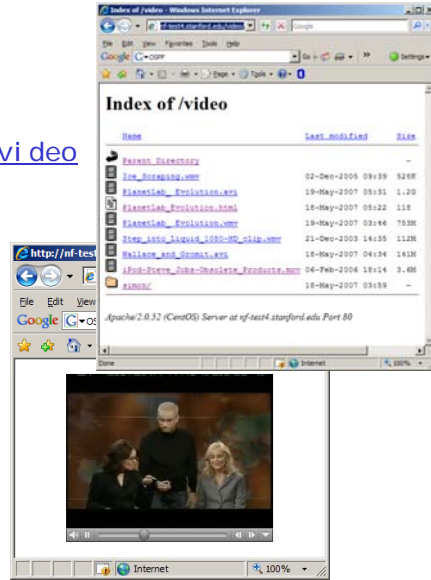 Index of /video - Windows Internet Explorer
nf-test4.stanford.edu/video
Google
File Edit View Favorites Tools Help
Google G osnr Go Settings
Page Tools
Index of /video
Name Last modified Size
Parent Directory -
Ice_Scraping.wmv 02-Dec-2005 09:39 526K
PlanetLab_Evolution.avi 19-May-2007 05:31 1.2G
PlanetLab_Evolution.html 18-May-2007 05:22 118
PlanetLab_Evolution.wmv 19-May-2007 03:46 753M
Step_into_Liquid_1080-HD_clip.wmv 21-Dec-2003 14:35 112M
Wallace_and_Gromit.avi 18-May-2007 04:34 141M
iPod-Steve_Jobs-Obsolete_Products.mov 06-Feb-2006 18:14 3.6M
simon/ 18-May-2007 03:59 -
Apache/2.0.52 (CentOS) Server at nf-test4.stanford.edu Port 80
Done Internet 100%
vi deo
http://nf-test
File Edit View
Google G os
Internet 100%